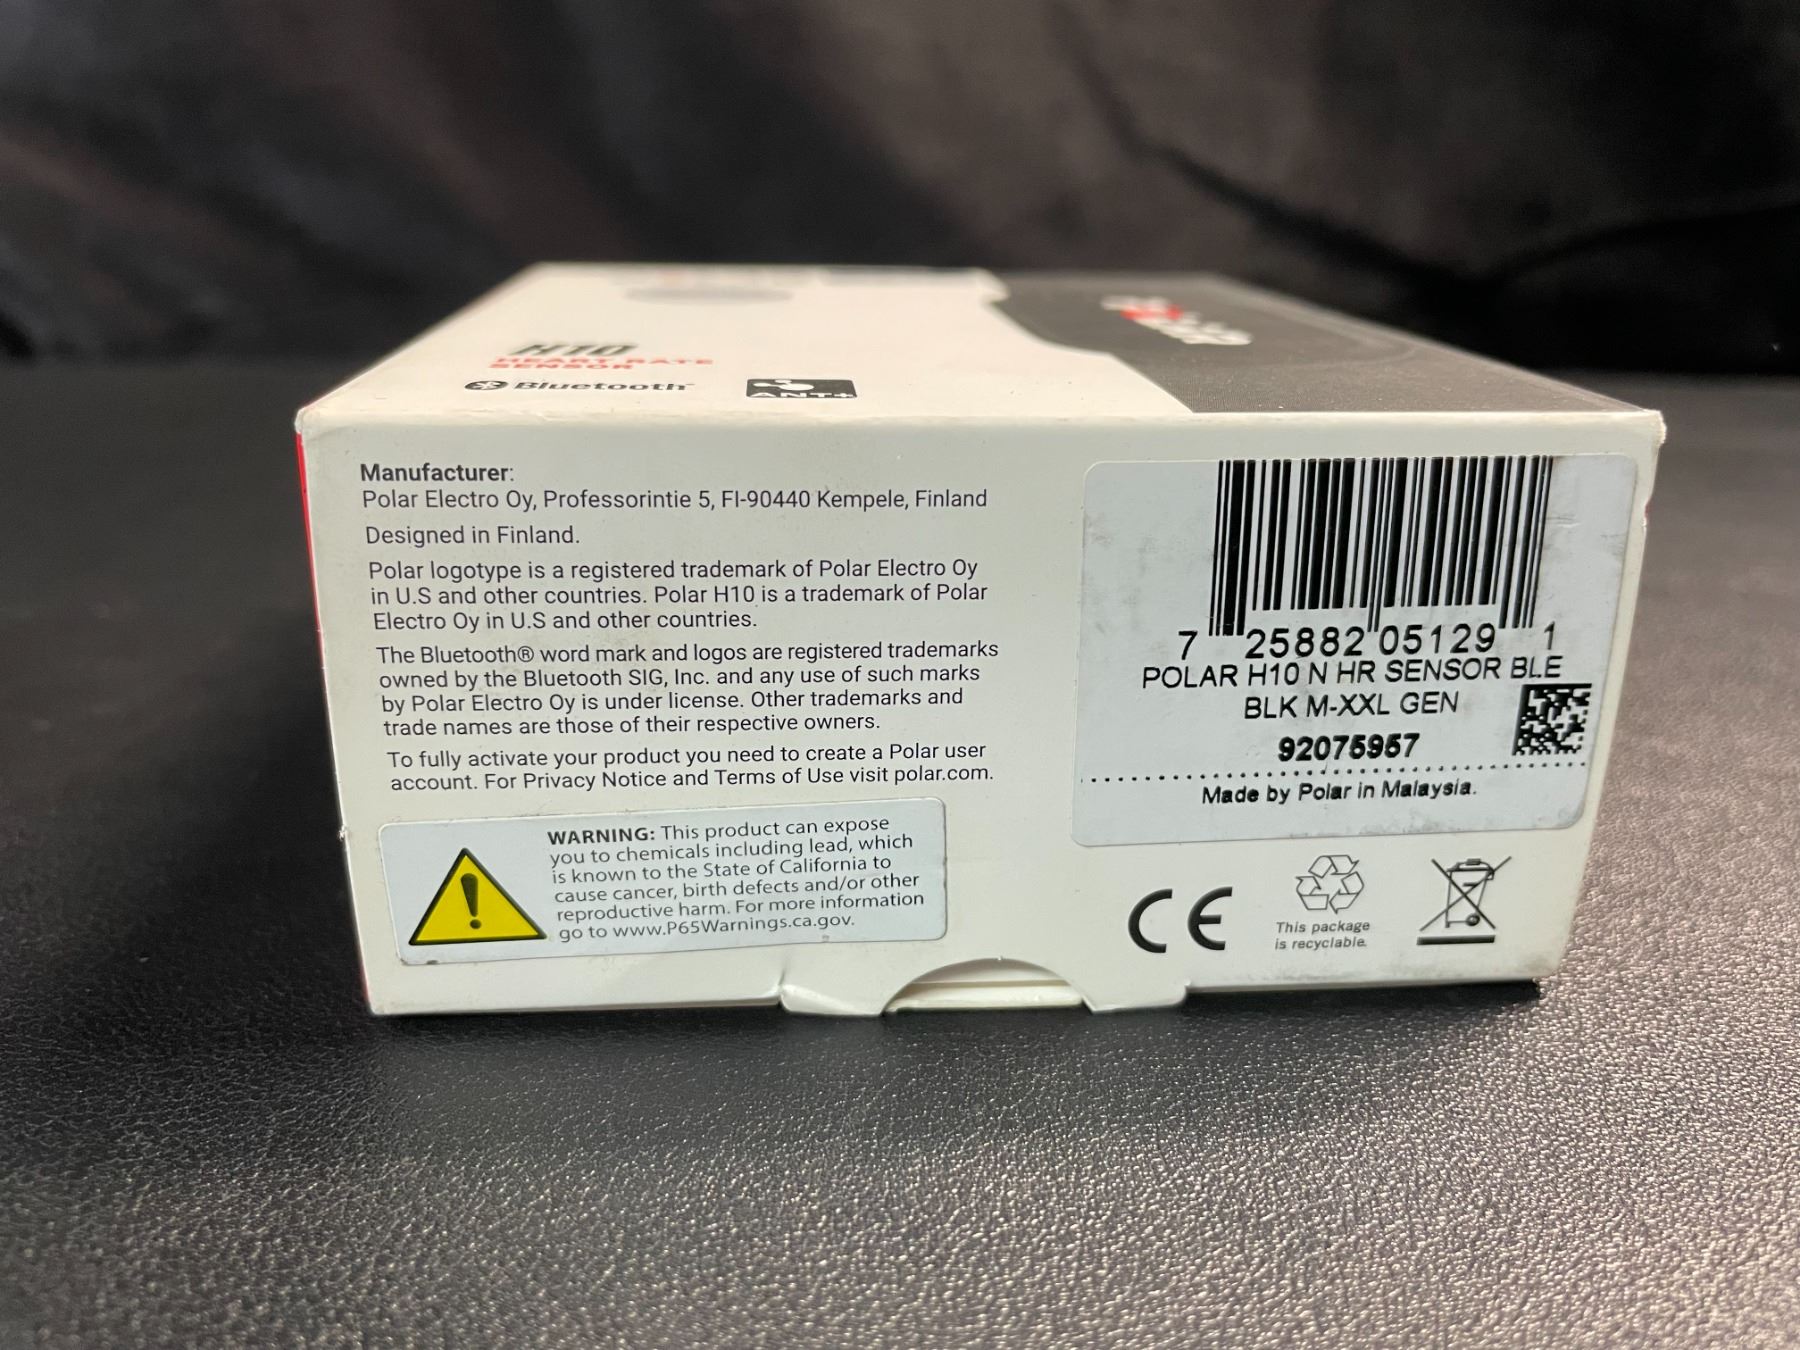 H10
HEART RATE
SENSOR
Bluetooth
ANT+
Manufacturer:
Polar Electro Oy, Professorintie 5, FI-90440 Kempele, Finland
Designed in Finland.
Polar logotype is a registered trademark of Polar Electro Oy
in U.S and other countries. Polar H10 is a trademark of Polar
Electro Oy in U.S and other countries.
The Bluetooth® word mark and logos are registered trademarks
owned by the Bluetooth SIG, Inc. and any use of such marks
by Polar Electro Oy is under license. Other trademarks and
trade names are those of their respective owners.
To fully activate your product you need to create a Polar user
account. For Privacy Notice and Terms of Use visit polar.com.
WARNING: This product can expose
you to chemicals including lead, which
is known to the State of California to
cause cancer, birth defects and/or other
reproductive harm. For more information
go to www.P65Warnings.ca.gov.
7 25882 05129 1
POLAR H10 N HR SENSOR BLE
BLK M-XXL GEN
92075957
Made by Polar in Malaysia.
CE
This package
is recyclable.